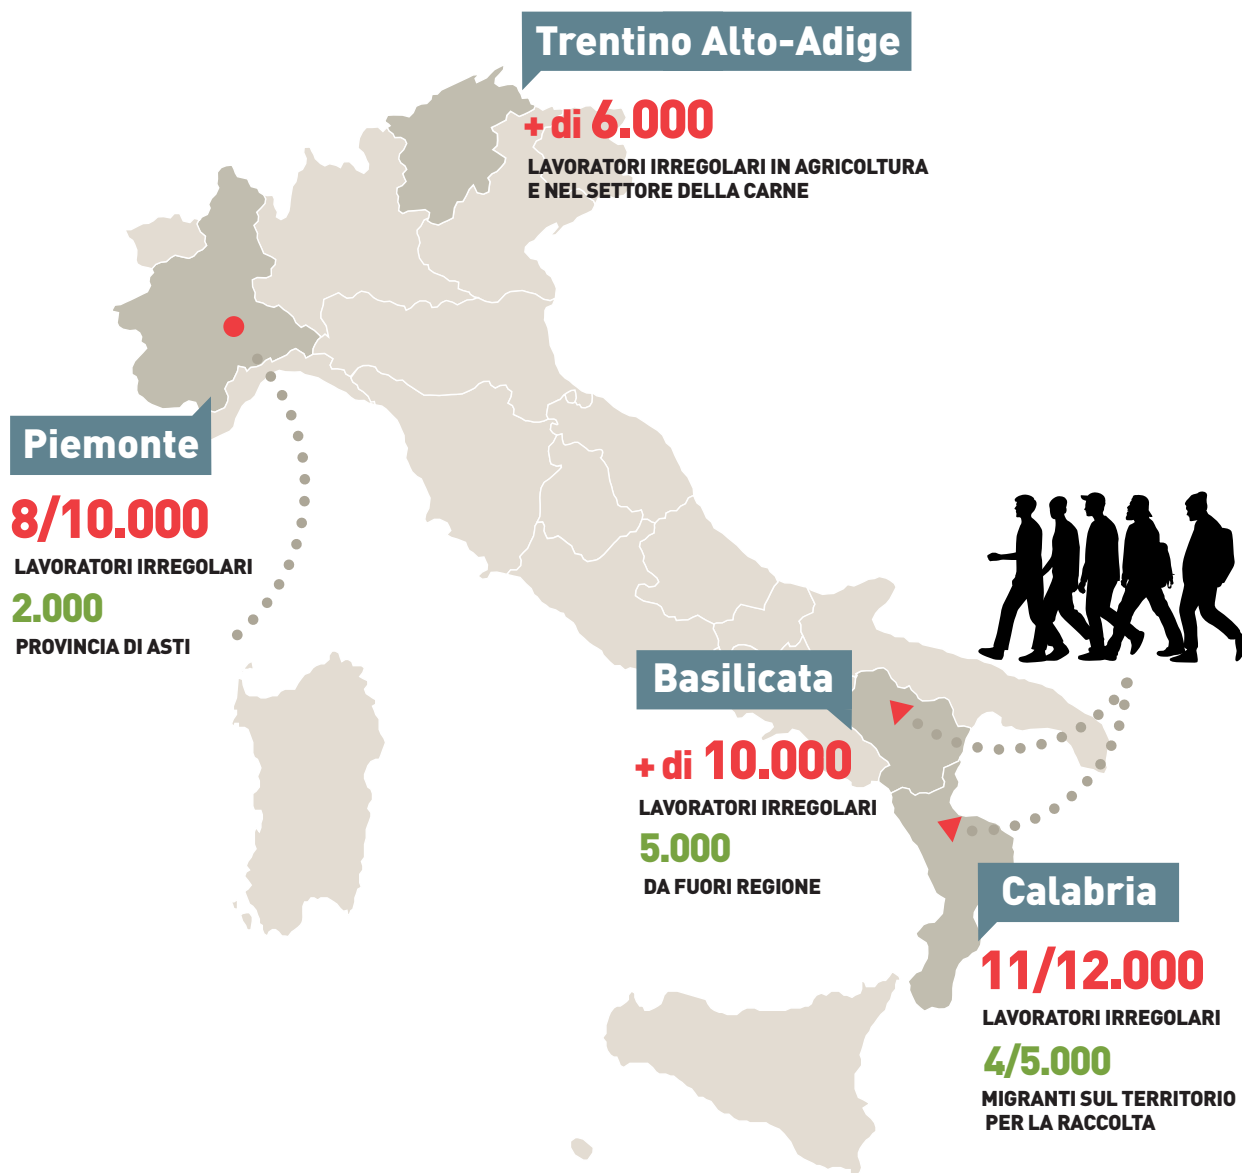 Trentino Alto-Adige
+ di 6.000
LAVORATORI IRREGOLARI IN AGRICOLTURA
E NEL SETTORE DELLA CARNE
Piemonte
8/10.000
LAVORATORI IRREGOLARI
2.000
PROVINCIA DI ASTI
Basilicata
+ di 10.000
LAVORATORI IRREGOLARI
5.000
DA FUORI REGIONE
Calabria
11/12.000
LAVORATORI IRREGOLARI
4/5.000
MIGRANTI SUL TERRITORIO
PER LA RACCOLTA